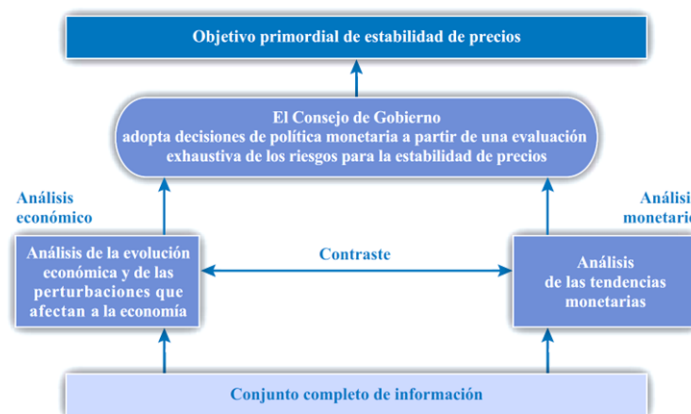 Objetivo primordial de estabilidad de precios
El Consejo de Gobierno
adopta decisiones de política monetaria a partir de una evaluación
exhaustiva de los riesgos para la estabilidad de precios
Análisis
económico
Análisis
monetario
Análisis de la evolución
económica y de las
perturbaciones que
afectan a la economía
Contraste
Análisis
de las tendencias
monetarias
Conjunto completo de información